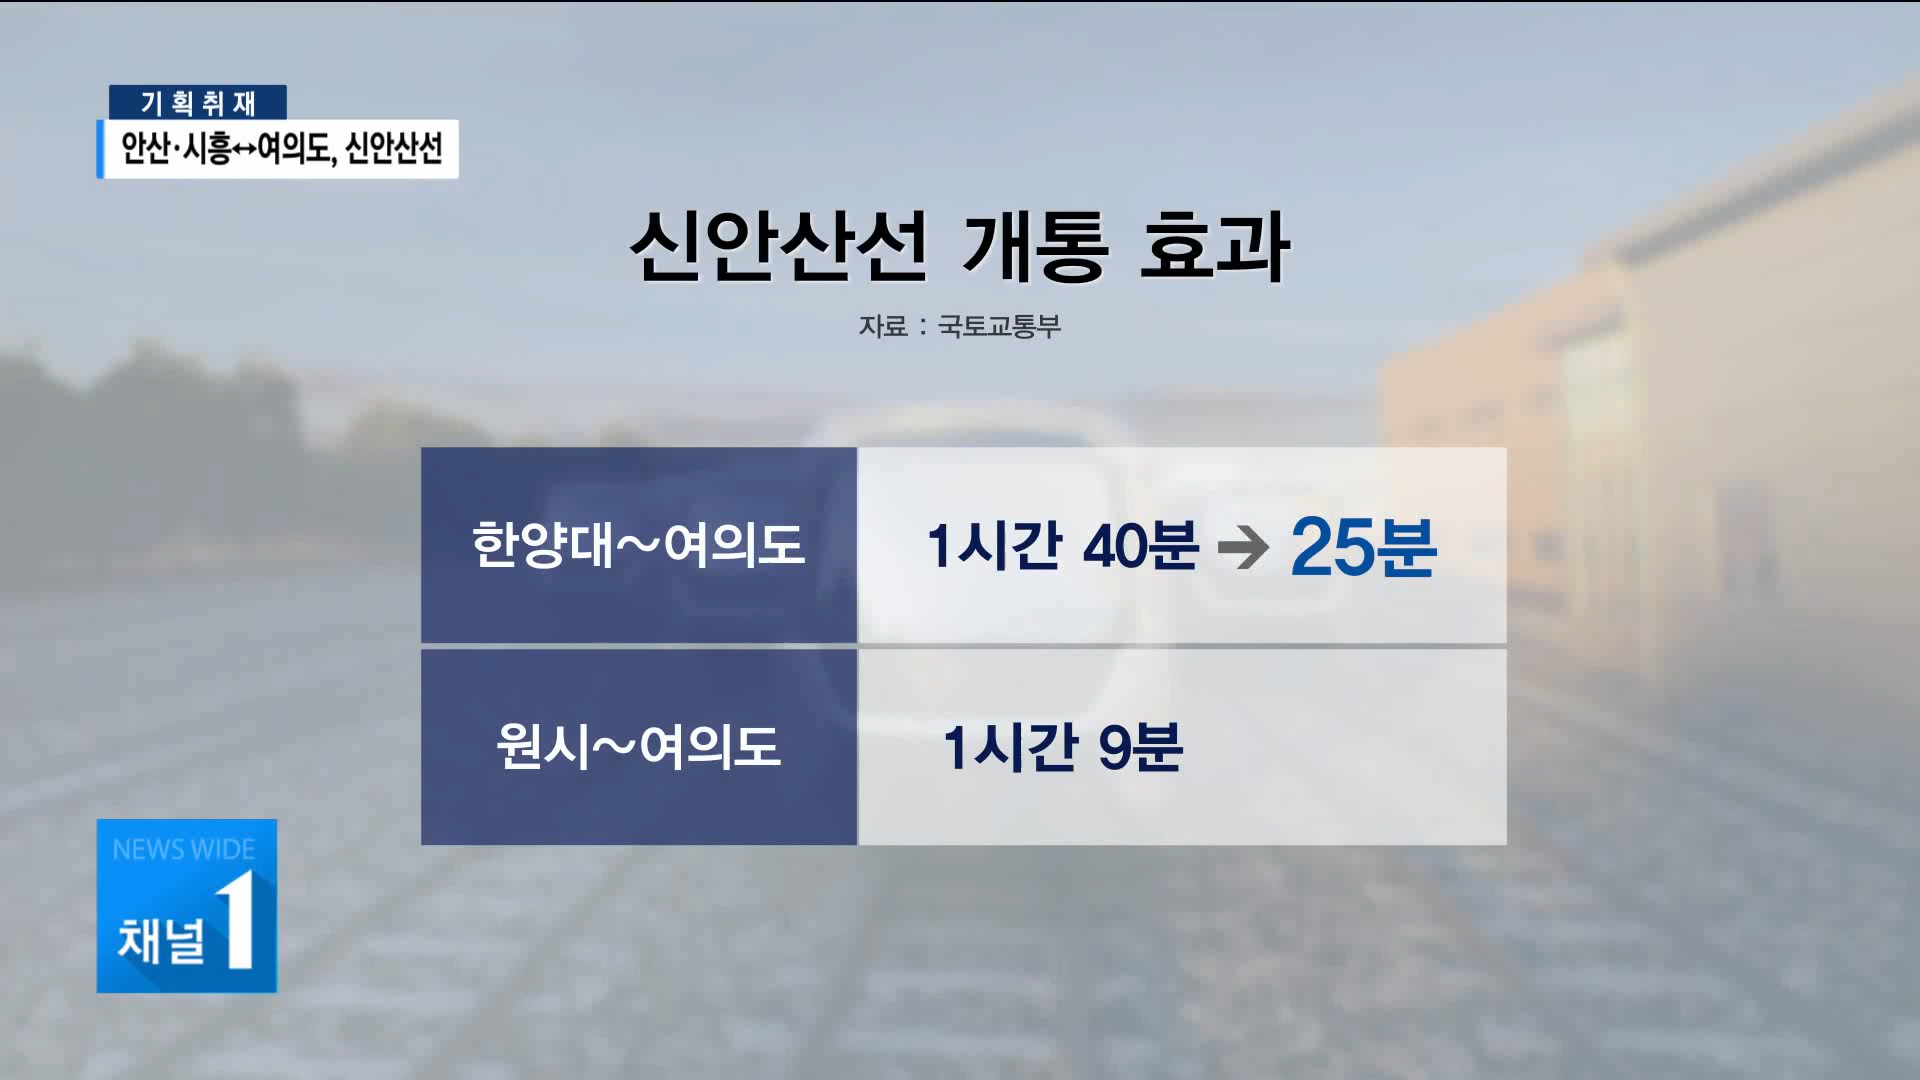 기획취재
안산·시흥↔여의도, 신안산선
신안산선 개통 효과
자료 : 국토교통부
한양대~여의도
1시간 40분 → 25분
원시~여의도
1시간 9분
NEWS WIDE
채널1